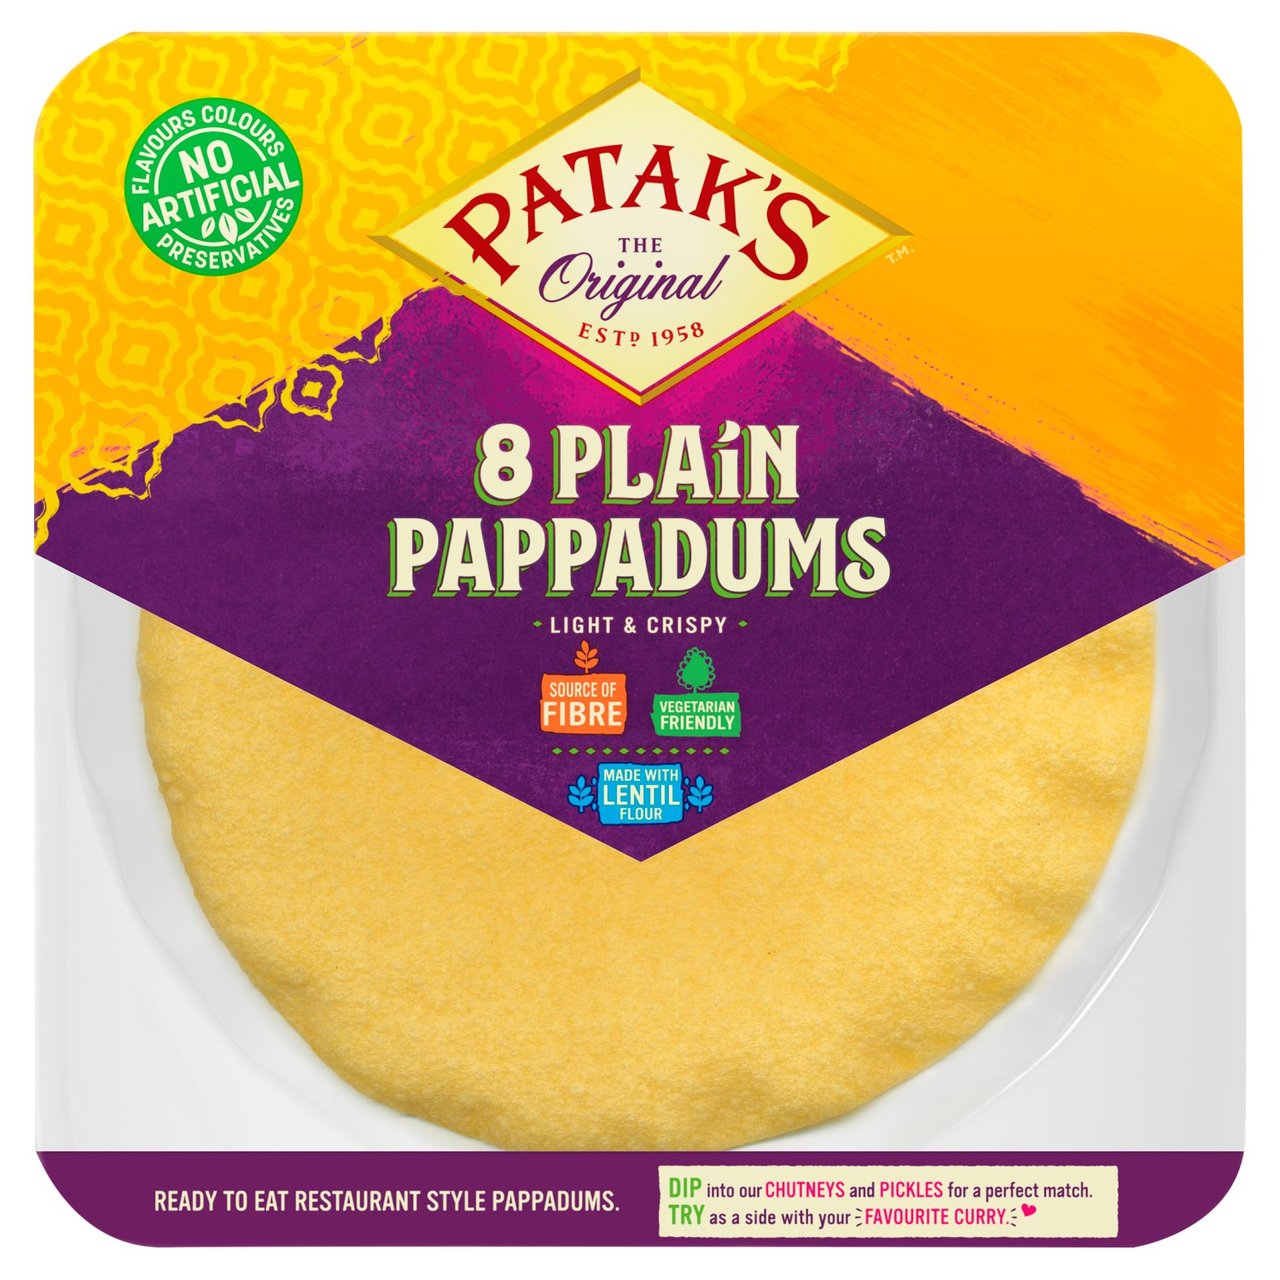 FLAVOURS COLOURS
NO
ARTIFICIAL
PRESERVATIVES
PATAK'S
T.M.
THE
Original
ESTD 1958
8 PLAiN
PAPPADUMS
LIGHT & CRISPY
SOURCE OF
FIBRE
VEGETARIAN
FRIENDLY
MADE WITH
LENTIL
FLOUR
READY TO EAT RESTAURANT STYLE PAPPADUMS.
DIP into our CHUTNEYS and PICKLES for a perfect match.
TRY as a side with your FAVOURITE CURRY.